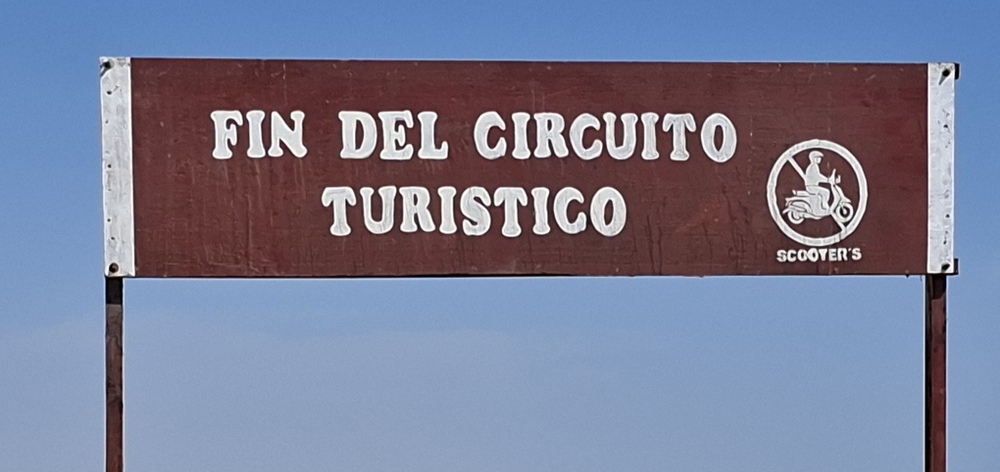 FIN DEL CIRCUITO
TURISTICO
SCOOTER'S